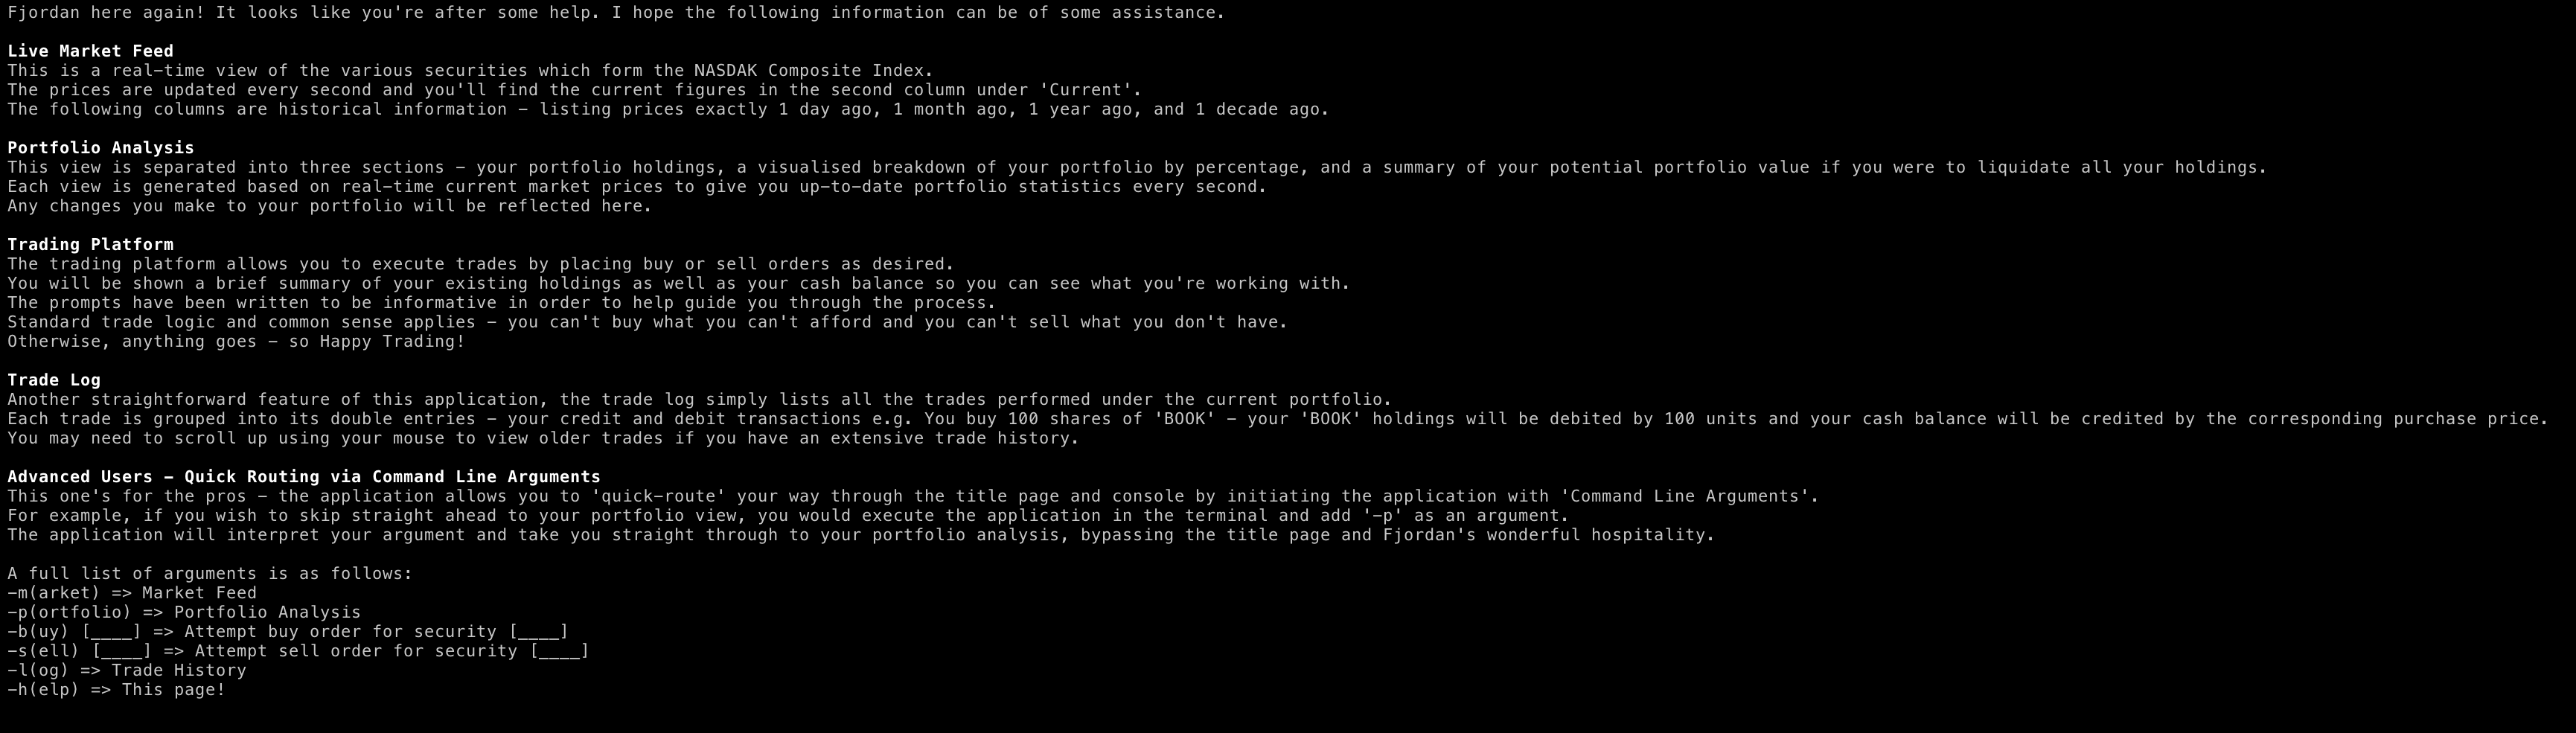 Fjordan here again! It looks like you're after some help. I hope the following information can be of some assistance.
Live Market Feed
This is a real-time view of the various securities which form the NASDAK Composite Index.
The prices are updated every second and you'll find the current figures in the second column under 'Current'.
The following columns are historical information - listing prices exactly 1 day ago, 1 month ago, 1 year ago, and 1 decade ago.
Portfolio Analysis
This view is separated into three sections - your portfolio holdings, a visualised breakdown of your portfolio by percentage, and a summary of your potential portfolio value if you were to liquidate all your holdings.
Each view is generated based on real-time current market prices to give you up-to-date portfolio statistics every second.
Any changes you make to your portfolio will be reflected here.
Trading Platform
The trading platform allows you to execute trades by placing buy or sell orders as desired.
You will be shown a brief summary of your existing holdings as well as your cash balance so you can see what you're working with.
The prompts have been written to be informative in order to help guide you through the process.
Standard trade logic and common sense applies - you can't buy what you can't afford and you can't sell what you don't have.
Otherwise, anything goes - so Happy Trading!
Trade Log
Another straightforward feature of this application, the trade log simply lists all the trades performed under the current portfolio.
Each trade is grouped into its double entries - your credit and debit transactions e.g. You buy 100 shares of 'BOOK' - your 'BOOK' holdings will be debited by 100 units and your cash balance will be credited by the corresponding purchase price.
You may need to scroll up using your mouse to view older trades if you have an extensive trade history.
Advanced Users - Quick Routing via Command Line Arguments
This one's for the pros - the application allows you to 'quick-route' your way through the title page and console by initiating the application with 'Command Line Arguments'.
For example, if you wish to skip straight ahead to your portfolio view, you would execute the application in the terminal and add '-p' as an argument.
The application will interpret your argument and take you straight through to your portfolio analysis, bypassing the title page and Fjordan's wonderful hospitality.
A full list of arguments is as follows:
-m(arket) => Market Feed
-p(ortfolio) => Portfolio Analysis
-b(uy) [____] => Attempt buy order for security [____]
-s(ell) [____] => Attempt sell order for security [____]
-l(og) => Trade History
-h(elp) => This page!